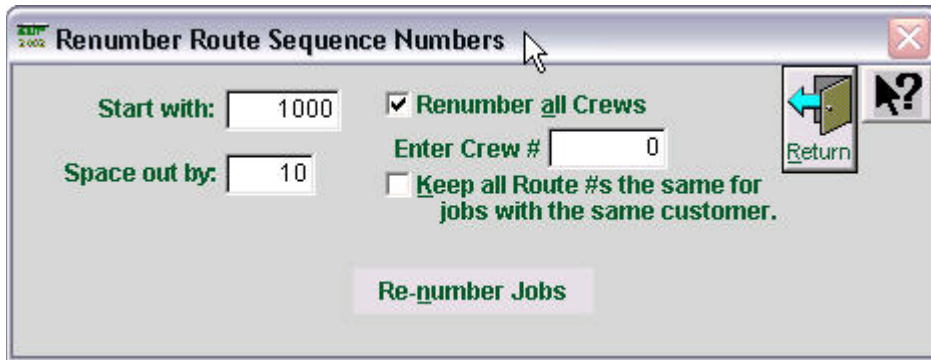 2002 Renumber Route Sequence Numbers
Start with: 1000
Renumber all Crews
Enter Crew # 0
Space out by: 10
Keep all Route #s the same for
jobs with the same customer.
Return
?
Re-number Jobs